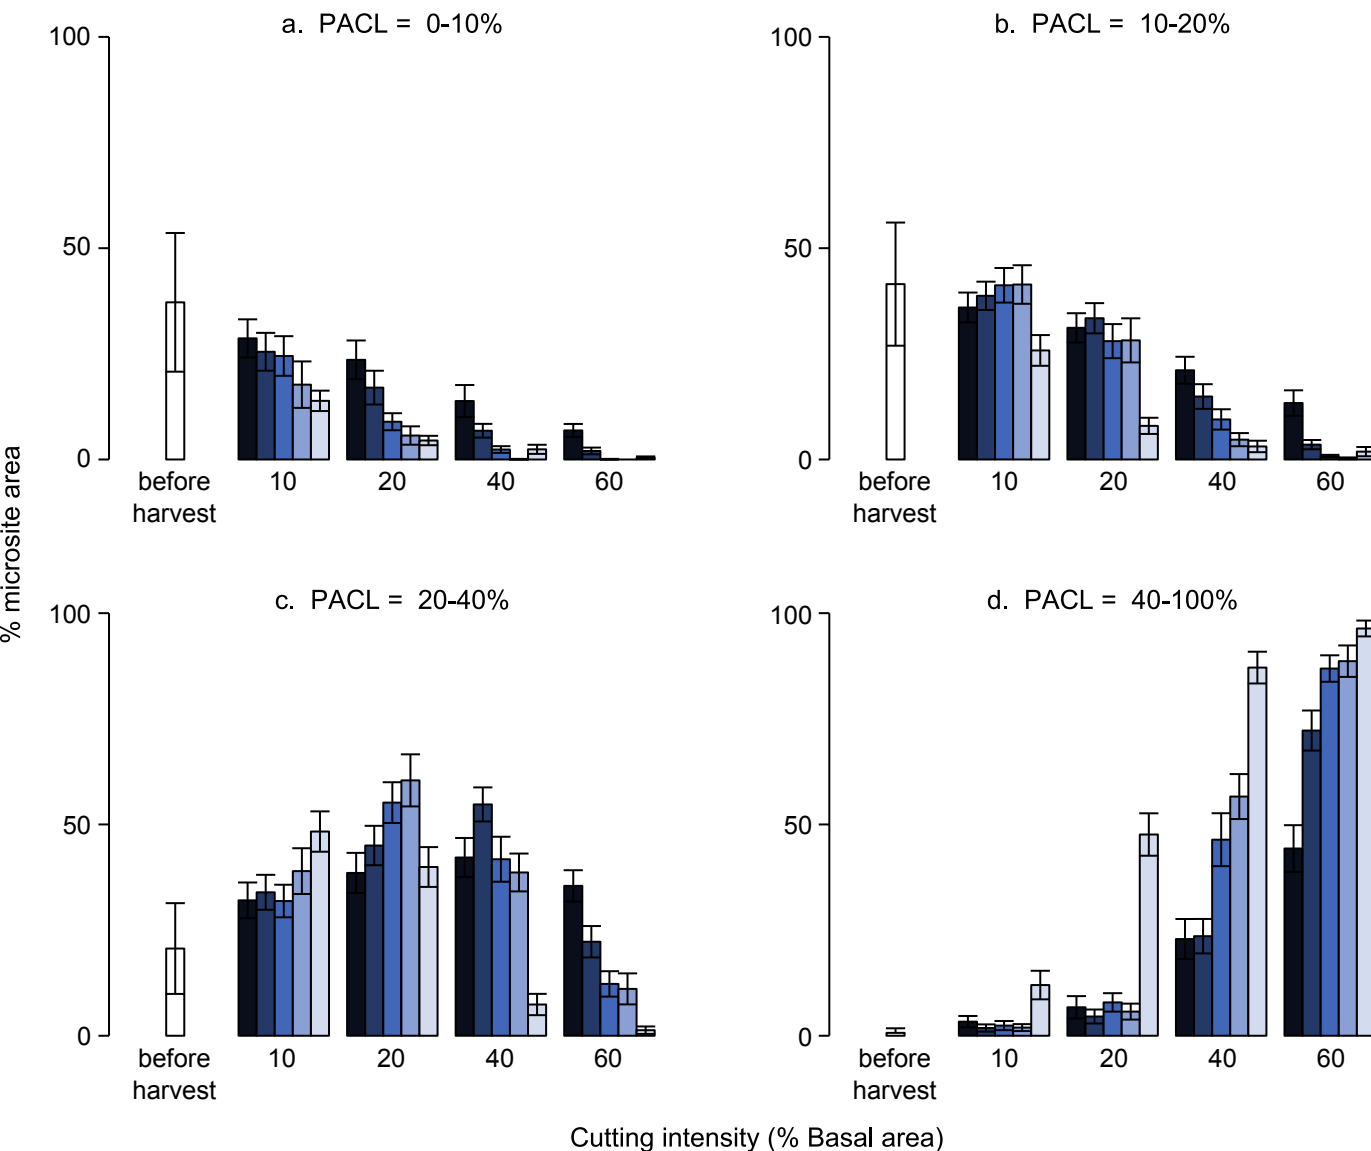 a. PACL = 0-10%
100
50
0
before
harvest
10
20
40
60
b. PACL = 10-20%
100
50
0
before
harvest
10
20
40
60
% microsite area
c. PACL = 20-40%
100
50
0
before
harvest
10
20
40
60
d. PACL = 40-100%
100
50
0
before
harvest
10
20
40
60
Cutting intensity (% Basal area)